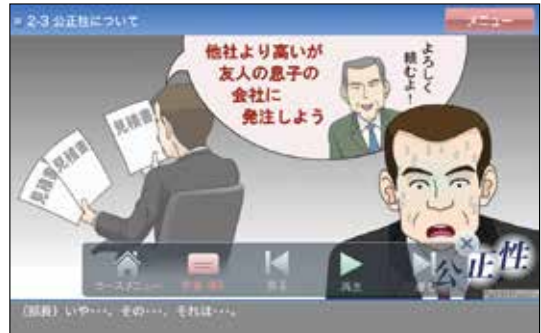 2-3 公正性について
メニュー
他社より高いが
友人の息子の
会社に
発注しよう
よろしく
頼むよ！
見積書
見積書
見積書
コースメニュー
戻る
再生
公正性
(部長) いや・・・。その・・・、それは・・・。